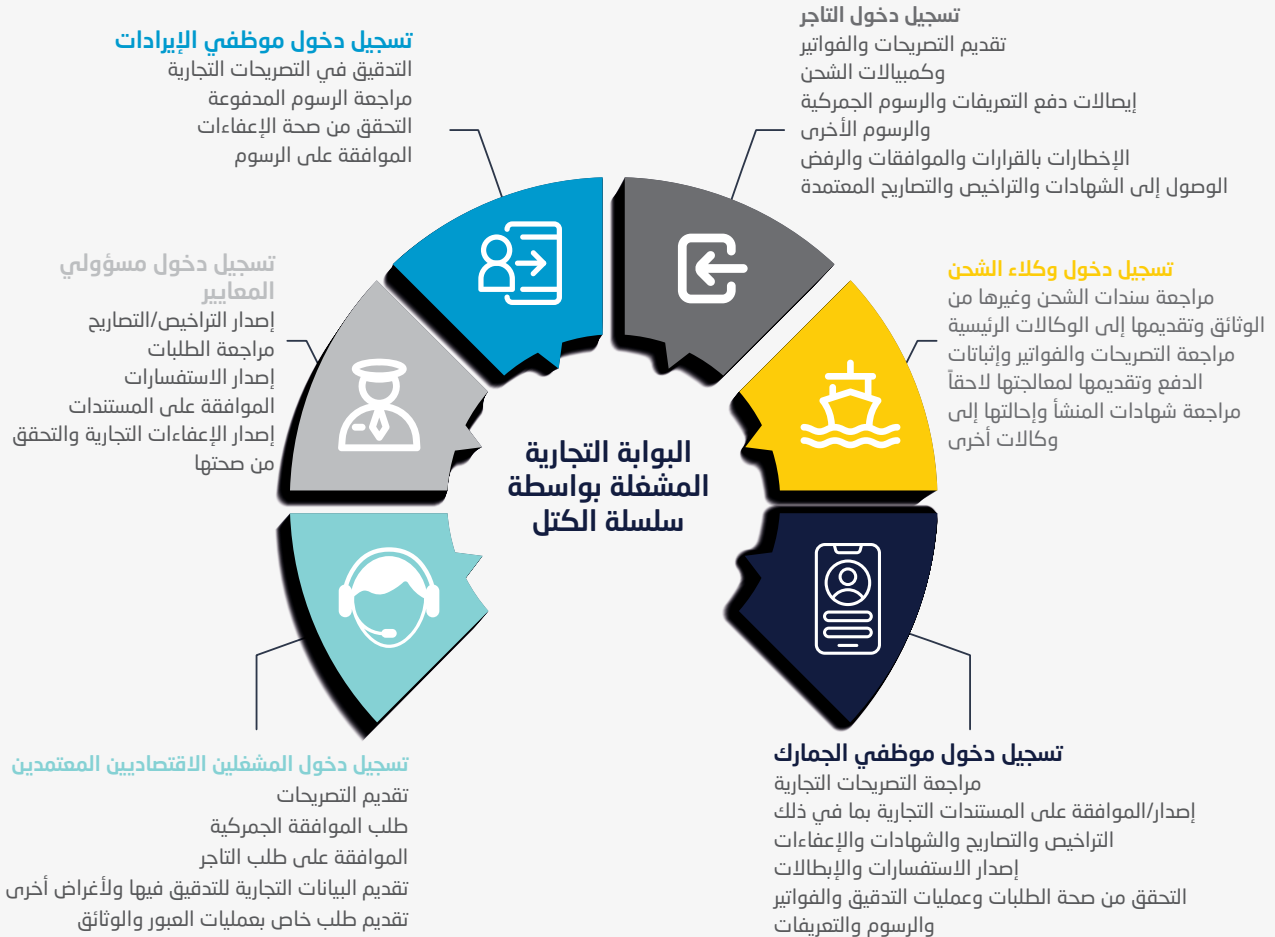 تسجيل دخول التاجر
تقديم التصريحات والفواتير
وكمبيالات الشحن
إيصالات دفع التعريفات والرسوم الجمركية
والرسوم الأخرى
الإخطارات بالقرارات والموافقات والرفض
الوصول إلى الشهادات والتراخيص والتصاريح المعتمدة
تسجيل دخول موظفي الإيرادات
التدقيق في التصريحات التجارية
مراجعة الرسوم المدفوعة
التحقق من صحة الإعفاءات
الموافقة على الرسوم
تسجيل دخول وكلاء الشحن
مراجعة سندات الشحن وغيرها من
الوثائق وتقديمها إلى الوكالات الرئيسية
مراجعة التصريحات والفواتير وإثباتات
الدفع وتقديمها لمعالجتها لاحقاً
مراجعة شهادات المنشأ وإحالتها إلى
وكالات أخرى
تسجيل دخول مسؤولي
المعايير
إصدار التراخيص/التصاريح
مراجعة الطلبات
إصدار الاستفسارات
الموافقة على المستندات
إصدار الإعفاءات التجارية والتحقق
من صحتها
البوابة التجارية
المشغلة بواسطة
سلسلة الكتل
تسجيل دخول موظفي الجمارك
مراجعة التصريحات التجارية
إصدار/الموافقة على المستندات التجارية بما في ذلك
التراخيص والتصاريح والشهادات والإعفاءات
إصدار الاستفسارات والإبطالات
التحقق من صحة الطلبات وعمليات التدقيق والفواتير
والرسوم والتعريفات
تسجيل دخول المشغلين الاقتصاديين المعتمدين
تقديم التصريحات
طلب الموافقة الجمركية
الموافقة على طلب التاجر
تقديم البيانات التجارية للتدقيق فيها ولأغراض أخرى
تقديم طلب خاص بعمليات العبور والوثائق